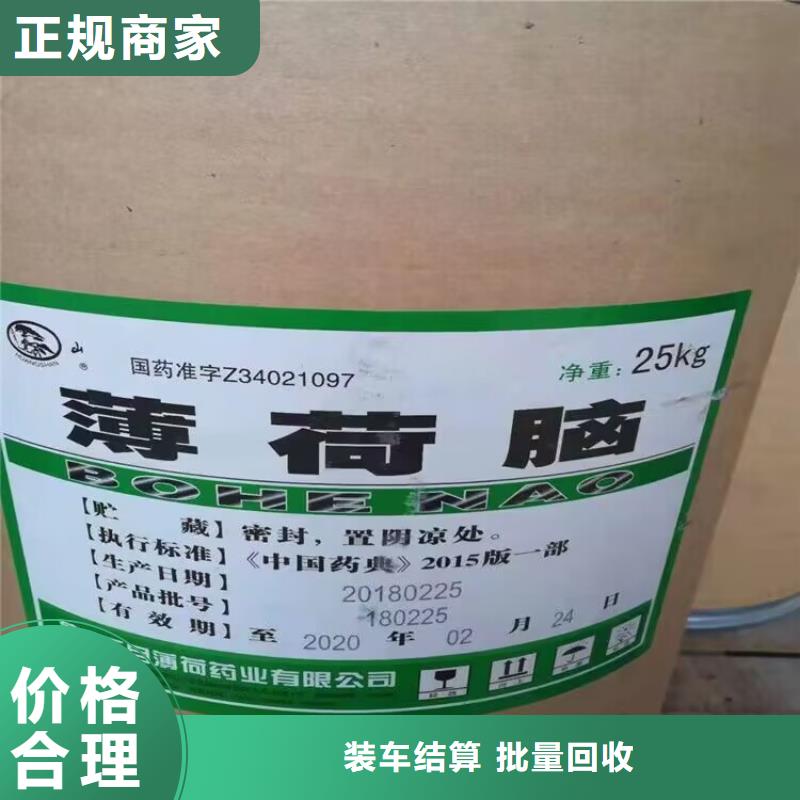 正规商家
HUANGSHAN
山®
国药准字Z34021097
净重: 25kg
薄荷脑
BOHE NAO
【贮 藏】密封,置阴凉处。
【执行标准】《中国药典》2015版一部
【生产日期】 20180225
【产品批号】 180225
【有 效 期】至 2020 年 02 月 24 日
薄荷药业有限公司
价格
合理
装车结算 批量回收